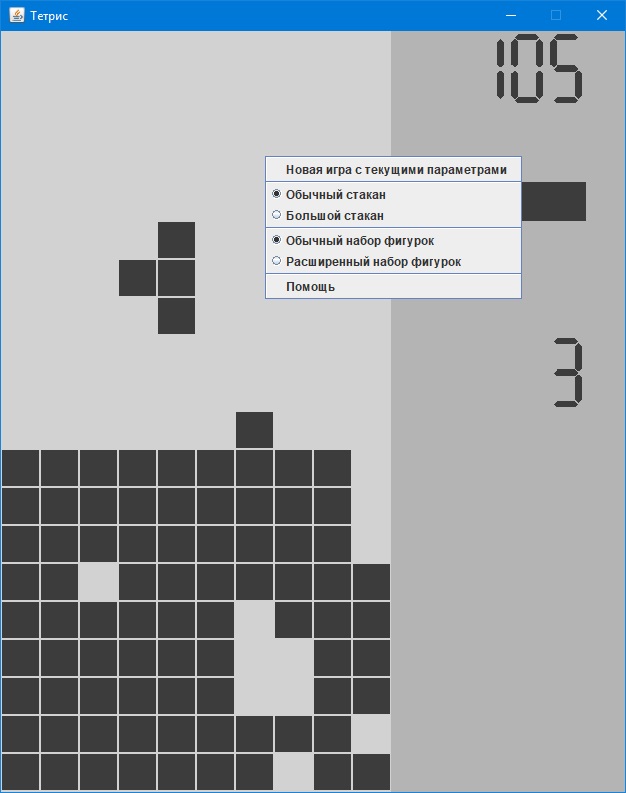 Тетрис
105
Новая игра с текущими параметрами
Обычный стакан
Большой стакан
Обычный набор фигурок
Расширенный набор фигурок
Помощь
3